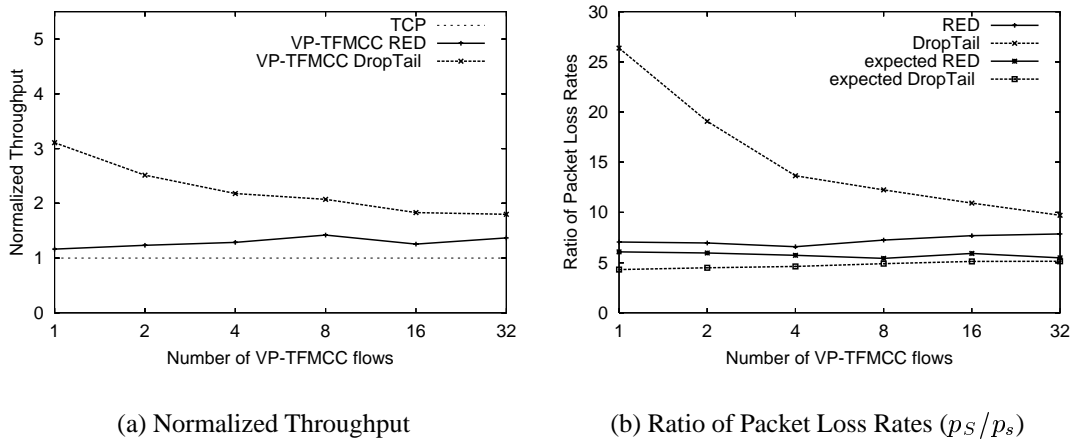 TCP
VP-TFMCC RED
VP-TFMCC DropTail
Normalized Throughput
5
4
3
2
1
0
1 2 4 8 16 32
Number of VP-TFMCC flows
(a) Normalized Throughput
RED
DropTail
expected RED
expected DropTail
Ratio of Packet Loss Rates
30
25
20
15
10
5
0
1 2 4 8 16 32
Number of VP-TFMCC flows
(b) Ratio of Packet Loss Rates (p_S/p_s)